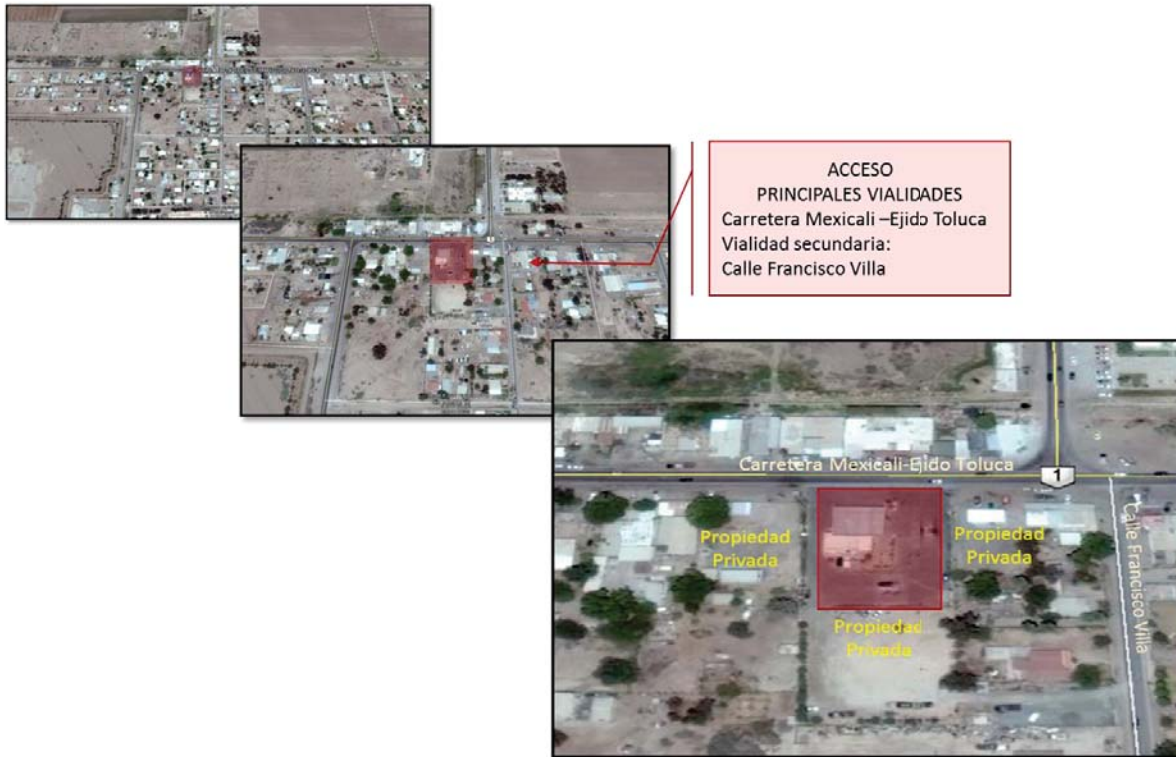 ACCESO
PRINCIPALES VIALIDADES
Carretera Mexicali –Ejido Toluca
Vialidad secundaria:
Calle Francisco Villa
Carretera Mexicali-Ejido Toluca
1
Propiedad
Privada
Propiedad
Privada
Propiedad
Privada
Calle Francisco Villa